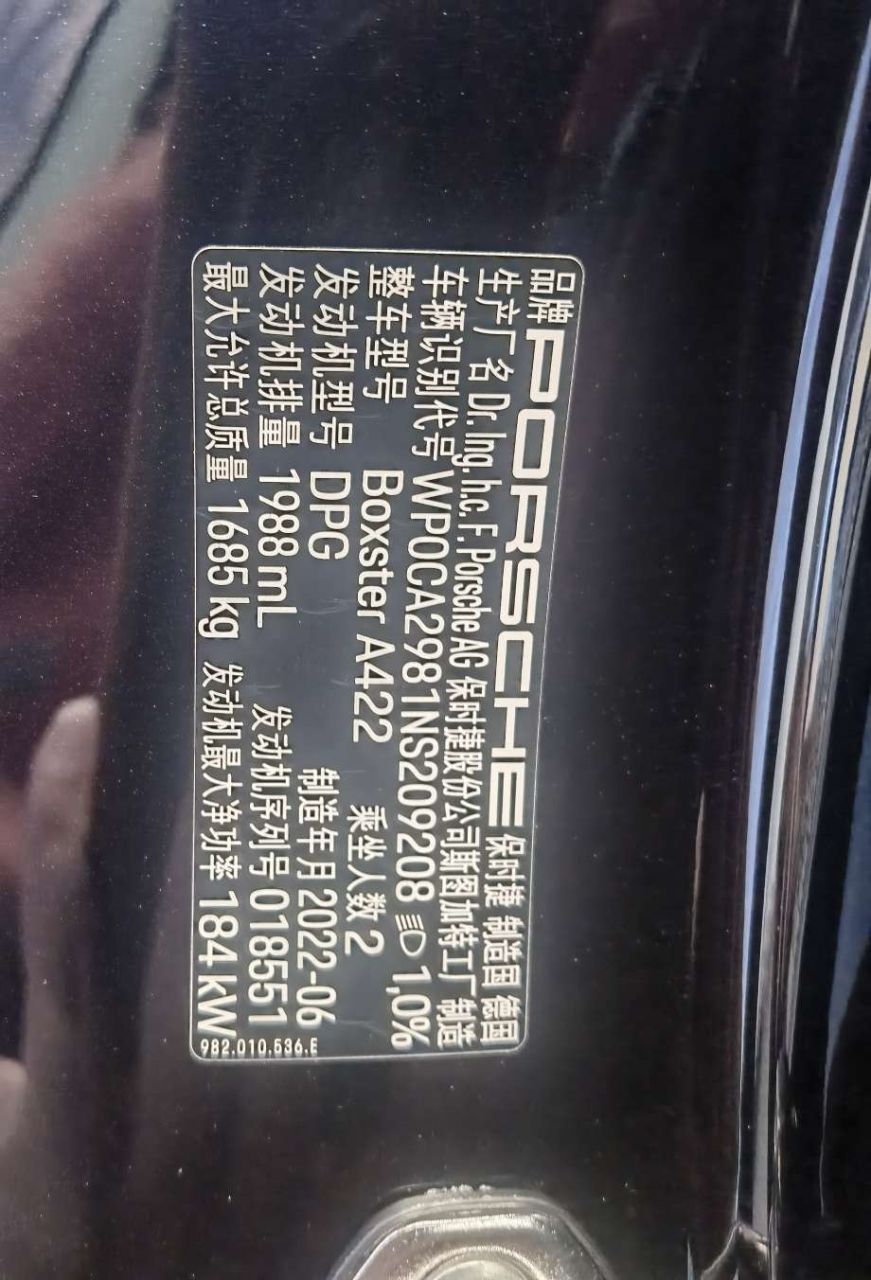 品牌 PORSCHE 保时捷 制造国 德国
生产厂名 Dr. Ing. h.c. F. Porsche AG 保时捷股份公司斯图加特工厂 制造
车辆识别代号 WP0CA2981NS209208 1,0%
整车型号 Boxster A422 乘坐人数 2
发动机型号 DPG 制造年月 2022-06
发动机排量 1988 mL 发动机序列号 018551
最大允许总质量 1685 kg 发动机最大净功率 184 kW
982.010.536.E